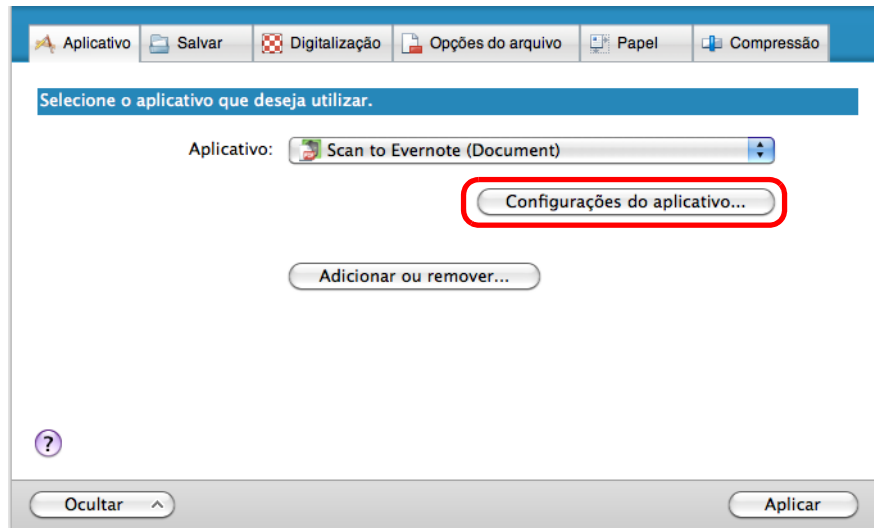 Aplicativo Salvar Digitalização Opções do arquivo Papel Compressão
Selecione o aplicativo que deseja utilizar.
Aplicativo: Scan to Evernote (Document)
Configurações do aplicativo...
Adicionar ou remover...
?
Ocultar Aplicar